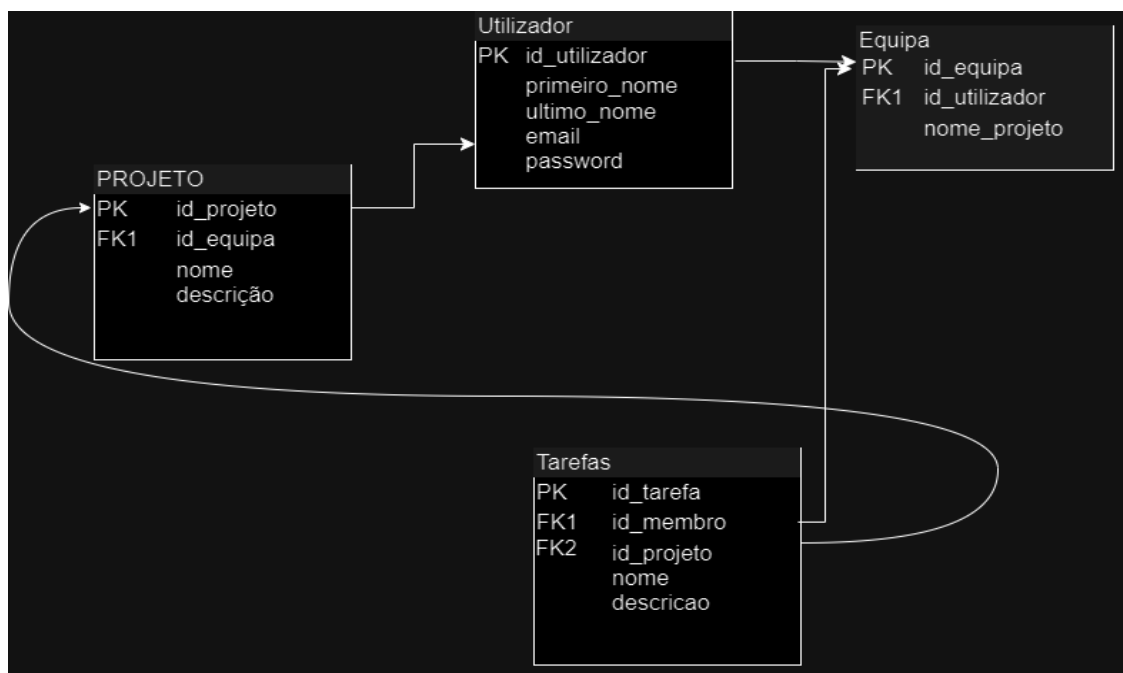 Utilizador
PK id_utilizador
primeiro_nome
ultimo_nome
email
password
Equipa
PK id_equipa
FK1 id_utilizador
nome_projeto
PROJETO
PK id_projeto
FK1 id_equipa
nome
descrição
Tarefas
PK id_tarefa
FK1 id_membro
FK2 id_projeto
nome
descricao